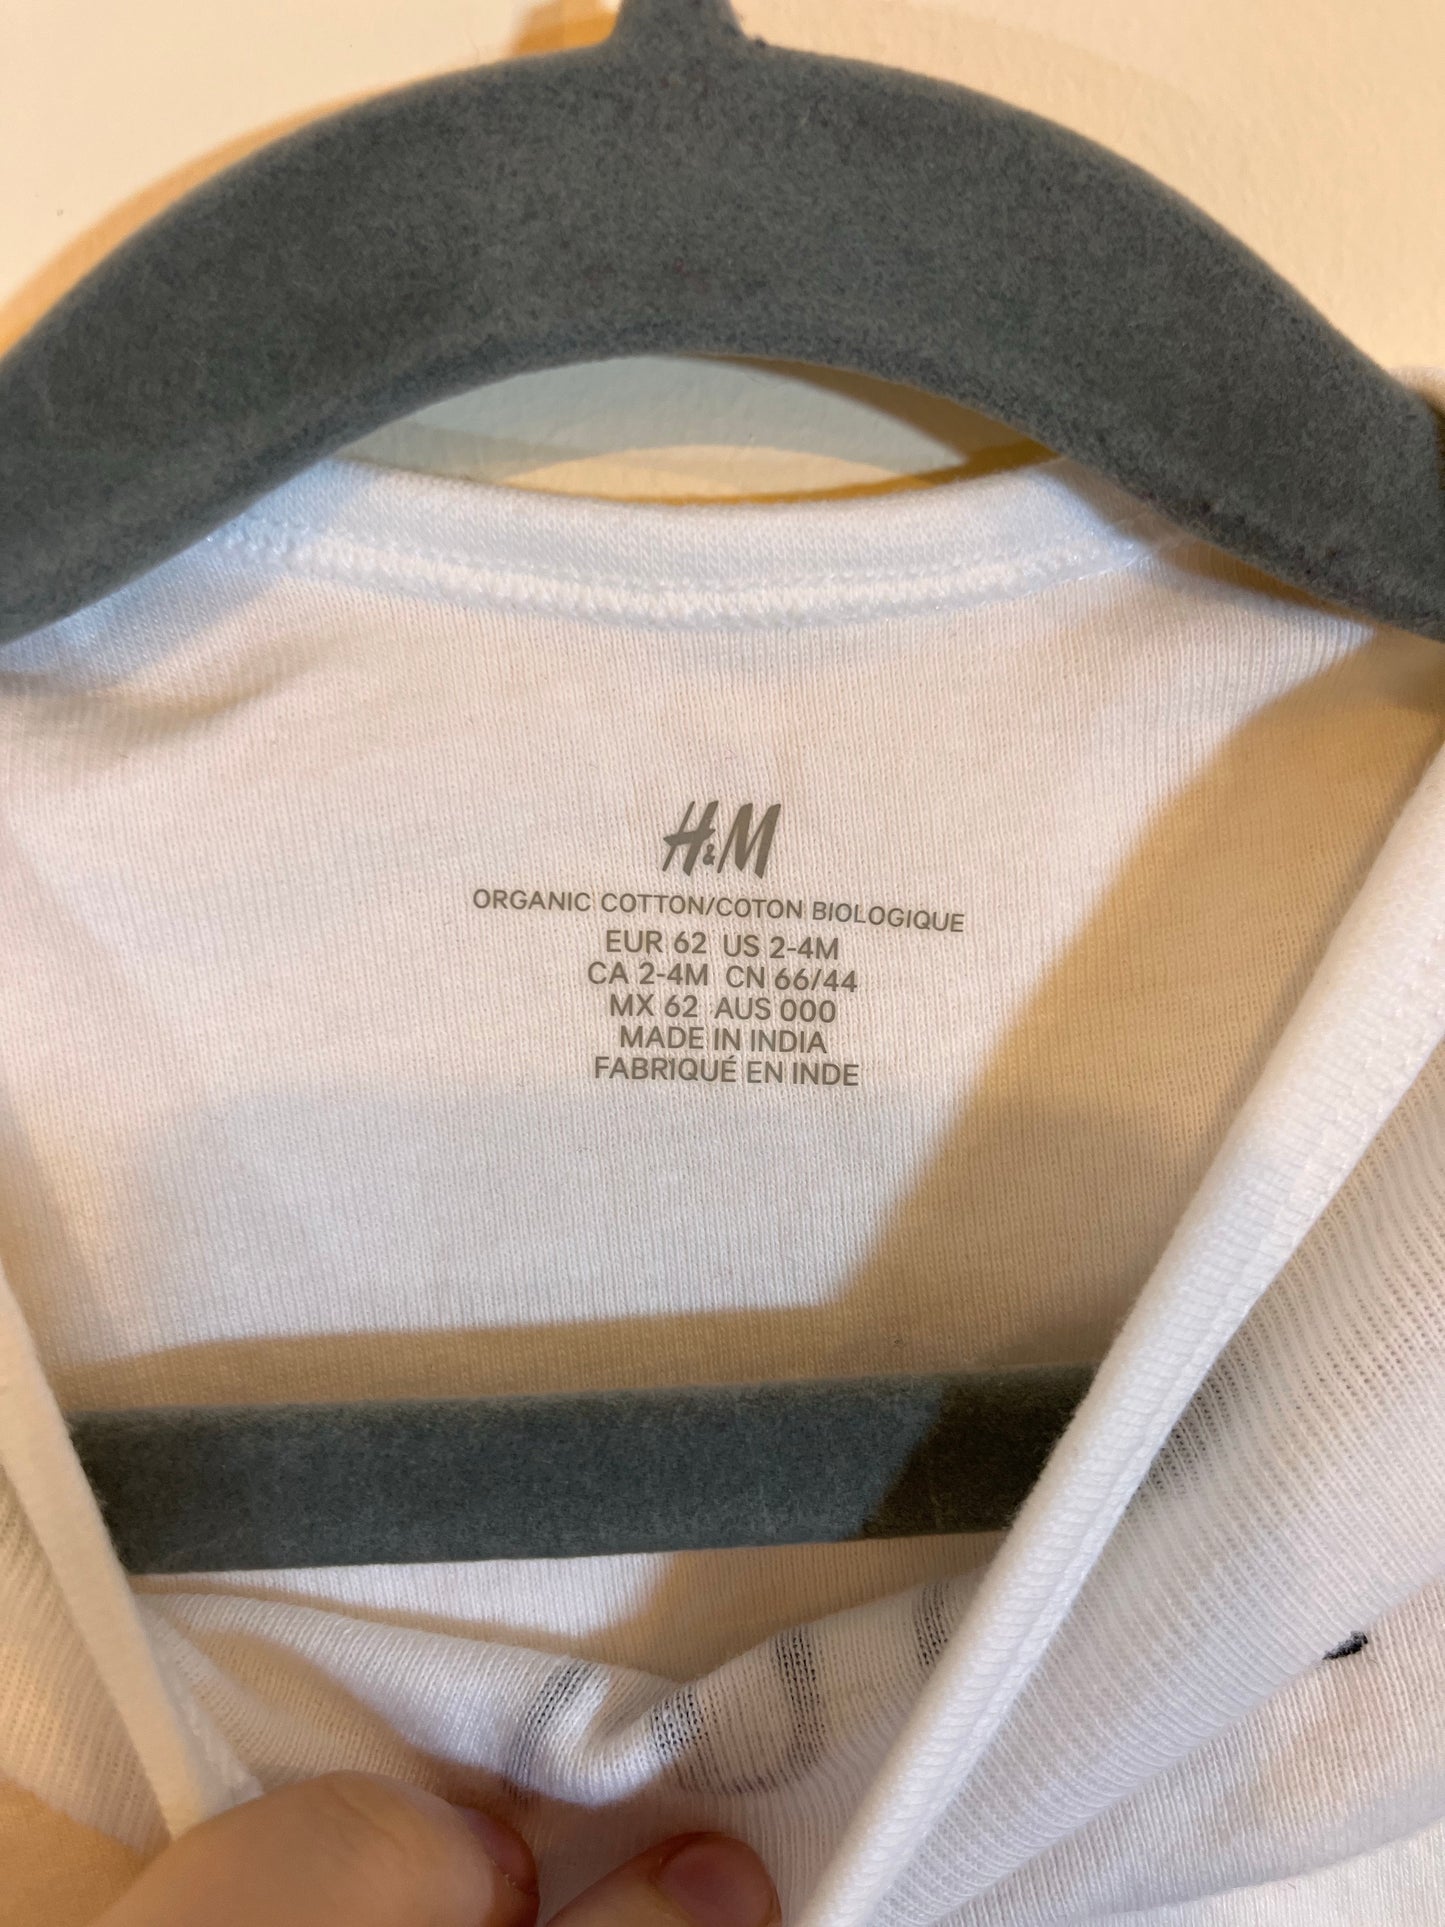 H&M
ORGANIC COTTON/COTON BIOLOGIQUE
EUR 62 US 2-4M
CA 2-4M CN 66/44
MX 62 AUS 000
MADE IN INDIA
FABRIQUÉ EN INDE